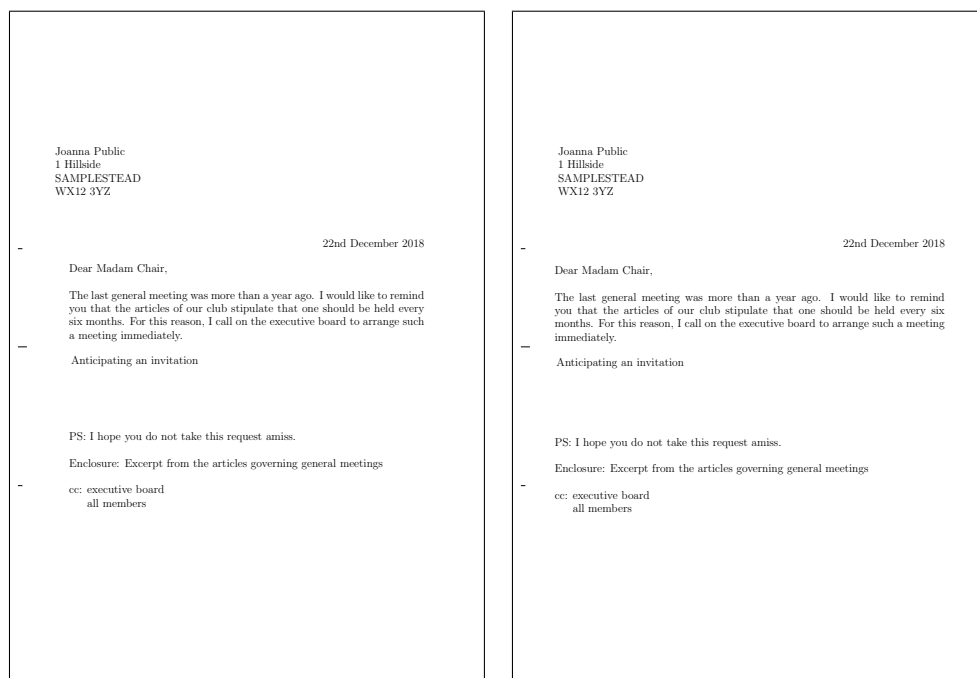 Joanna Public
1 Hillside
SAMPLESTEAD
WX12 3YZ
22nd December 2018
Dear Madam Chair,
The last general meeting was more than a year ago. I would like to remind
you that the articles of our club stipulate that one should be held every
six months. For this reason, I call on the executive board to arrange such
a meeting immediately.
Anticipating an invitation
PS: I hope you do not take this request amiss.
Enclosure: Excerpt from the articles governing general meetings
cc: executive board
all members
Joanna Public
1 Hillside
SAMPLESTEAD
WX12 3YZ
22nd December 2018
Dear Madam Chair,
The last general meeting was more than a year ago. I would like to remind
you that the articles of our club stipulate that one should be held every six
months. For this reason, I call on the executive board to arrange such a meeting
immediately.
Anticipating an invitation
PS: I hope you do not take this request amiss.
Enclosure: Excerpt from the articles governing general meetings
cc: executive board
all members